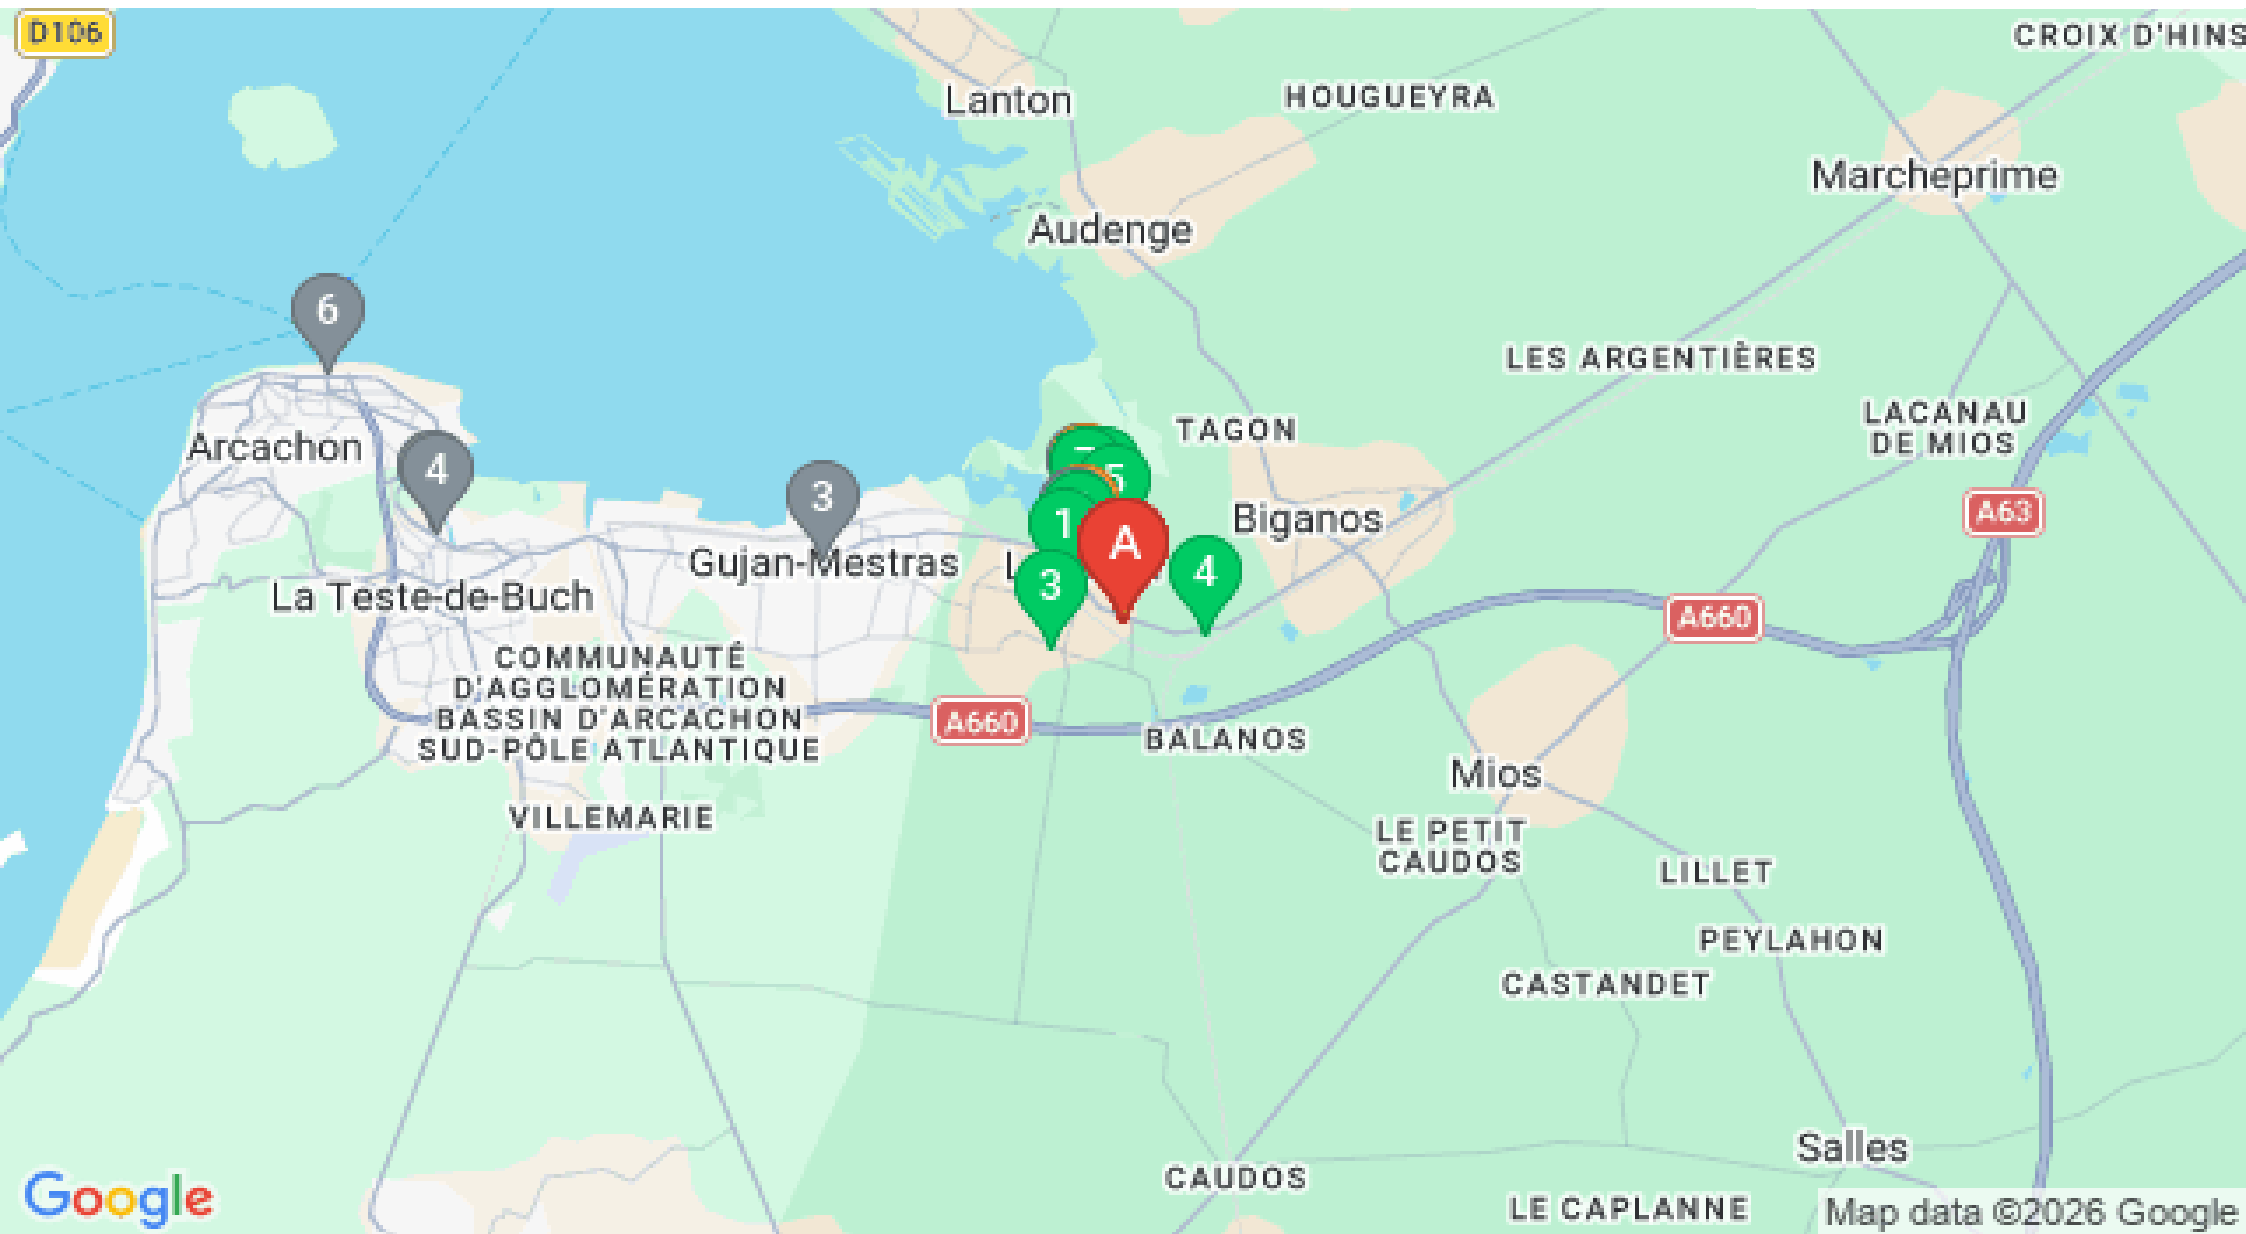 D106
CROIX D'HINS
Lanton
HOUGUEYRA
Marcheprime
Audenge
6
LES ARGENTIÈRES
LACANAU
DE MIOS
TAGON
Arcachon
4
5
3
1
A
Biganos
A63
Gujan-Mestras
3
4
La Teste-de-Buch
A660
COMMUNAUTÉ
D'AGGLOMÉRATION
BASSIN D'ARCACHON
SUD-PÔLE ATLANTIQUE
A660
BALANOS
Mios
VILLEMARIE
LE PETIT
CAUDOS
LILLET
PEYLAHON
CASTANDET
Salles
CAUDOS
LE CAPLANNE
Google
Map data ©2026 Google